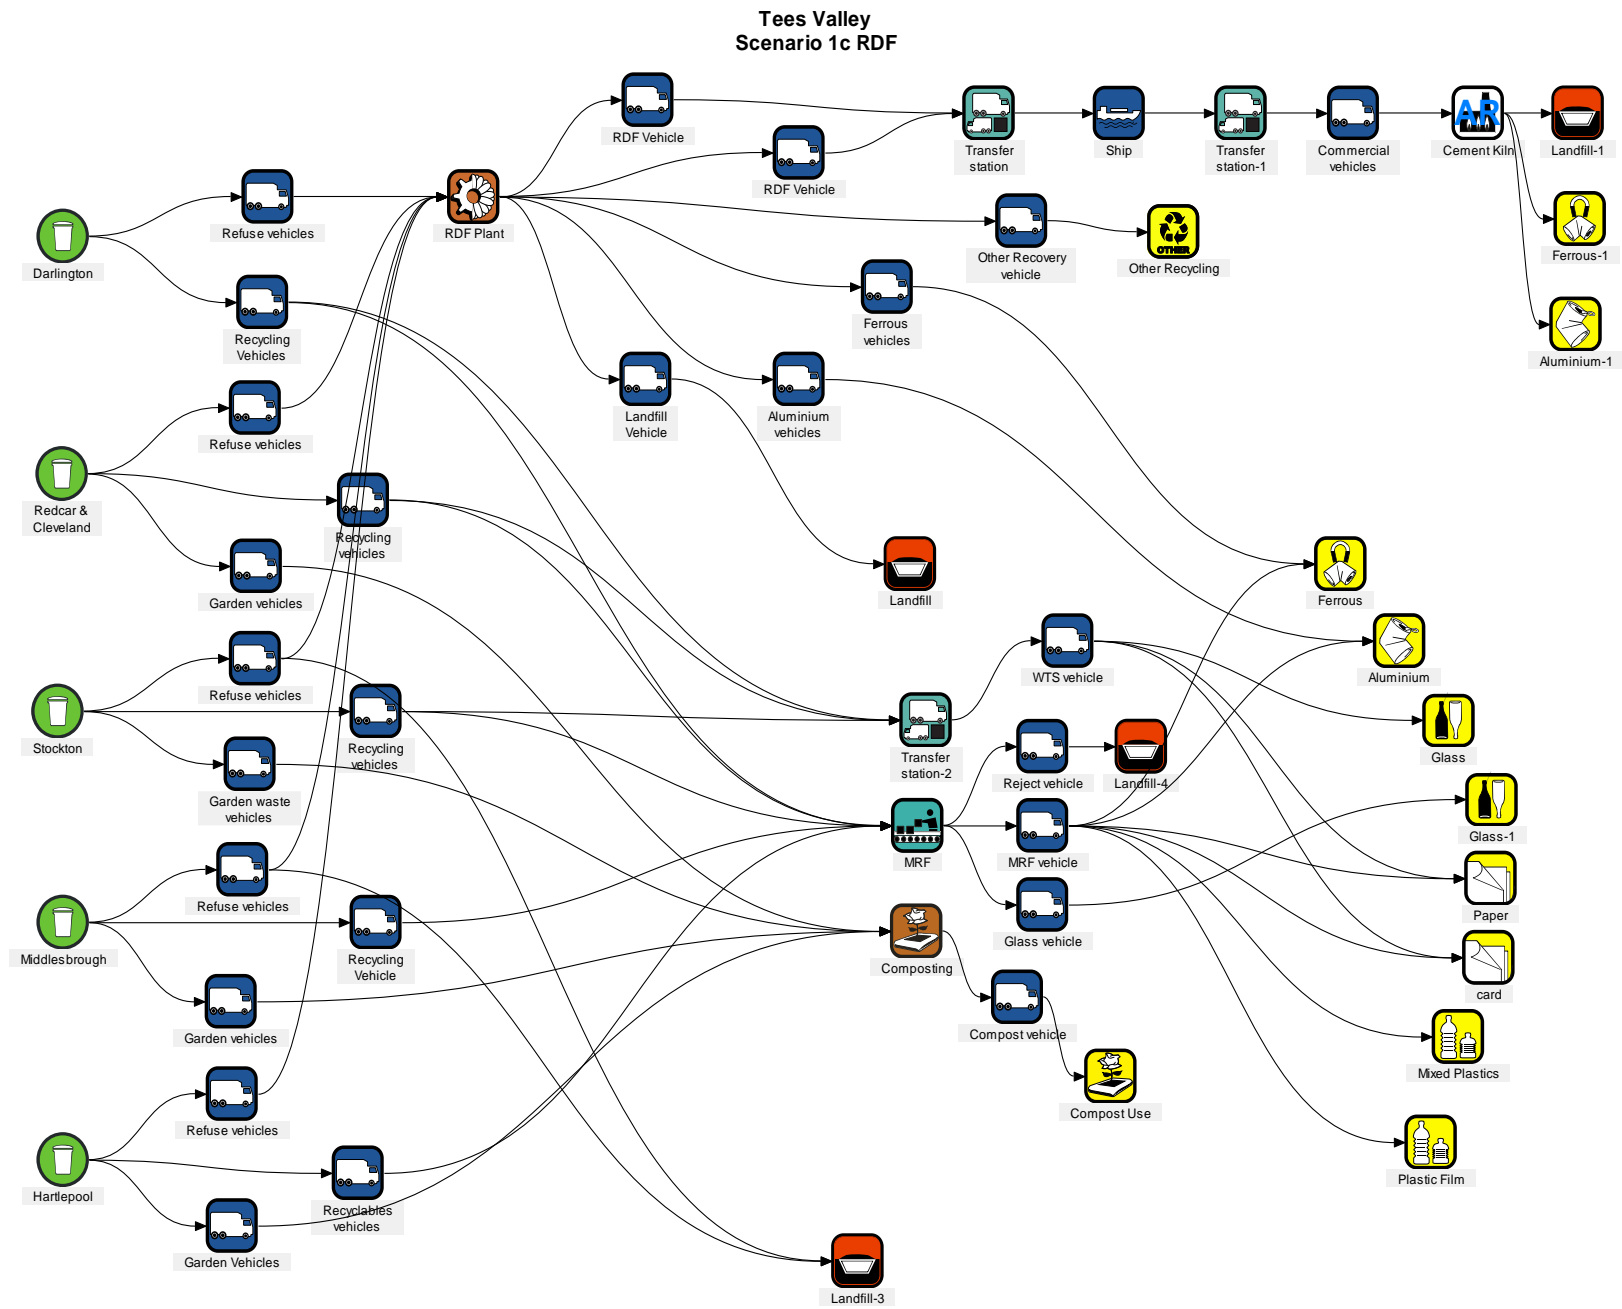 Tees Valley
Scenario 1c RDF
RDF Vehicle
Transfer
station
Ship
Transfer
station-1
Commercial
vehicles
AR
Cement Kiln
Landfill-1
RDF Vehicle
Refuse vehicles
RDF Plant
Other Recovery
vehicle
OTHER
Other Recycling
Ferrous-1
Darlington
Recycling
Vehicles
Ferrous
vehicles
Aluminium-1
Refuse vehicles
Landfill
Vehicle
Aluminium
vehicles
Redcar &
Cleveland
Recycling
vehicles
Garden vehicles
Landfill
Ferrous
Refuse vehicles
WTS vehicle
Aluminium
Stockton
Recycling
vehicles
Transfer
station-2
Glass
Garden waste
vehicles
Reject vehicle
Landfill-4
Glass-1
MRF
MRF vehicle
Refuse vehicles
Paper
Middlesbrough
Recycling
Vehicle
Composting
Glass vehicle
card
Garden vehicles
Compost vehicle
Mixed Plastics
Compost Use
Refuse vehicles
Plastic Film
Hartlepool
Recyclables
vehicles
Garden Vehicles
Landfill-3